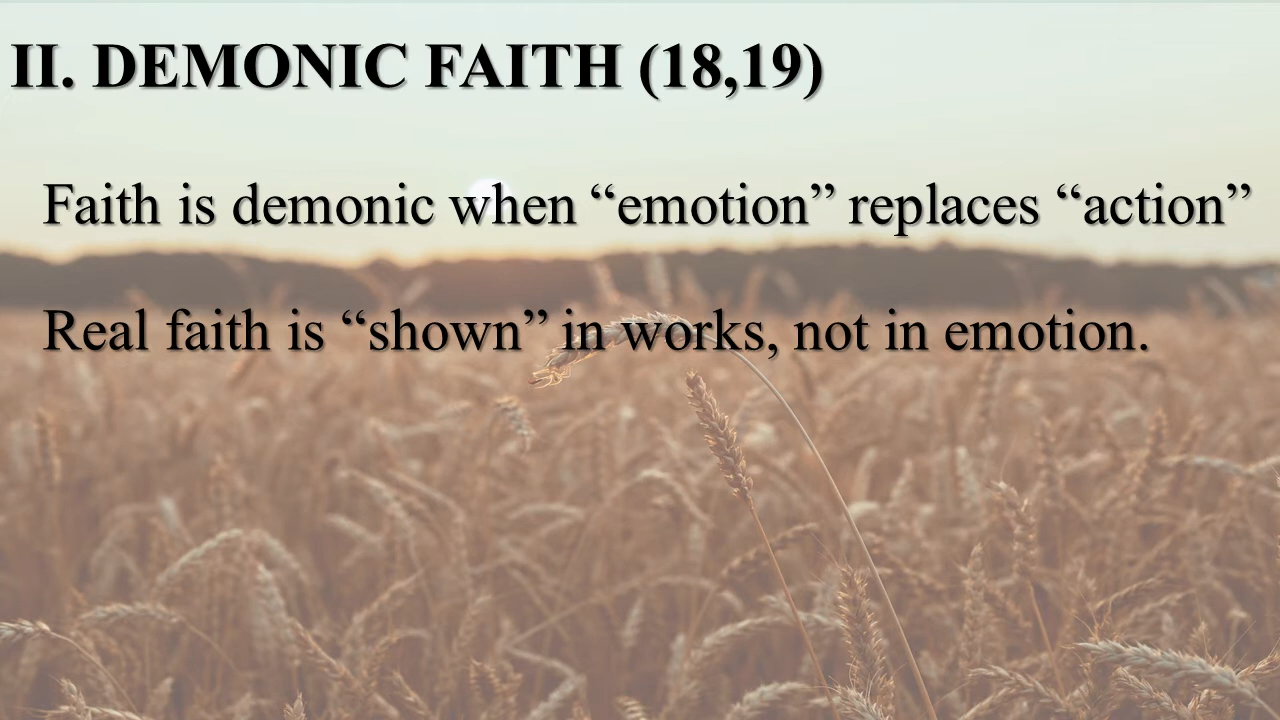 II. DEMONIC FAITH (18,19)
Faith is demonic when “emotion” replaces “action”
Real faith is “shown” in works, not in emotion.